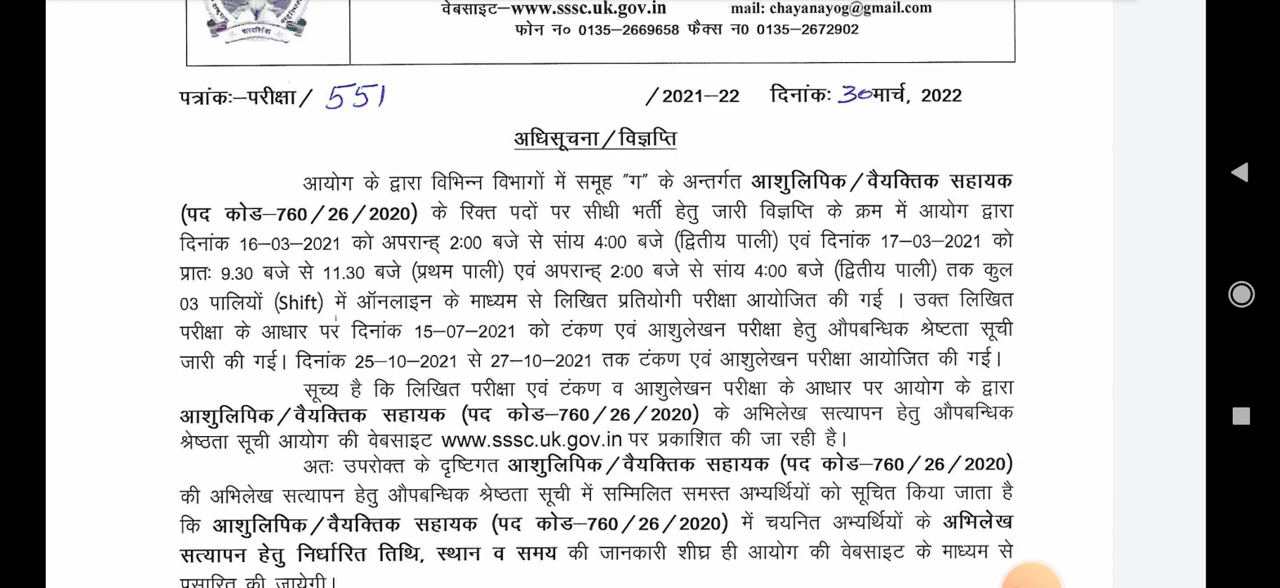 पारदर्शिता
वेबसाइट–www.sssc.uk.gov.in mail: chayanayog@gmail.com
फोन न० 0135–2669658 फैक्स न0 0135–2672902
पत्रांकः–परीक्षा/ 551 /2021–22 दिनांकः 30मार्च, 2022
अधिसूचना/विज्ञप्ति
आयोग के द्वारा विभिन्न विभागों में समूह "ग" के अन्तर्गत आशुलिपिक/वैयक्तिक सहायक
(पद कोड–760/26/2020) के रिक्त पदों पर सीधी भर्ती हेतु जारी विज्ञप्ति के क्रम में आयोग द्वारा
दिनांक 16–03–2021 को अपरान्ह् 2:00 बजे से सांय 4:00 बजे (द्वितीय पाली) एवं दिनांक 17–03–2021 को
प्रातः 9.30 बजे से 11.30 बजे (प्रथम पाली) एवं अपरान्ह् 2:00 बजे से सांय 4:00 बजे (द्वितीय पाली) तक कुल
03 पालियों (Shift) में ऑनलाइन के माध्यम से लिखित प्रतियोगी परीक्षा आयोजित की गई । उक्त लिखित
परीक्षा के आधार पर दिनांक 15–07–2021 को टंकण एवं आशुलेखन परीक्षा हेतु औपबन्धिक श्रेष्टता सूची
जारी की गई। दिनांक 25–10–2021 से 27–10–2021 तक टंकण एवं आशुलेखन परीक्षा आयोजित की गई।
सूच्य है कि लिखित परीक्षा एवं टंकण व आशुलेखन परीक्षा के आधार पर आयोग के द्वारा
आशुलिपिक/वैयक्तिक सहायक (पद कोड–760/26/2020) के अभिलेख सत्यापन हेतु औपबन्धिक
श्रेष्ठता सूची आयोग की वेबसाइट www.sssc.uk.gov.in पर प्रकाशित की जा रही है।
अतः उपरोक्त के दृष्टिगत आशुलिपिक/वैयक्तिक सहायक (पद कोड–760/26/2020)
की अभिलेख सत्यापन हेतु औपबन्धिक श्रेष्ठता सूची में सम्मिलित समस्त अभ्यर्थियों को सूचित किया जाता है
कि आशुलिपिक/वैयक्तिक सहायक (पद कोड–760/26/2020) में चयनित अभ्यर्थियों के अभिलेख
सत्यापन हेतु निर्धारित तिथि, स्थान व समय की जानकारी शीघ्र ही आयोग की वेबसाइट के माध्यम से
प्रसारित की जायेगी।